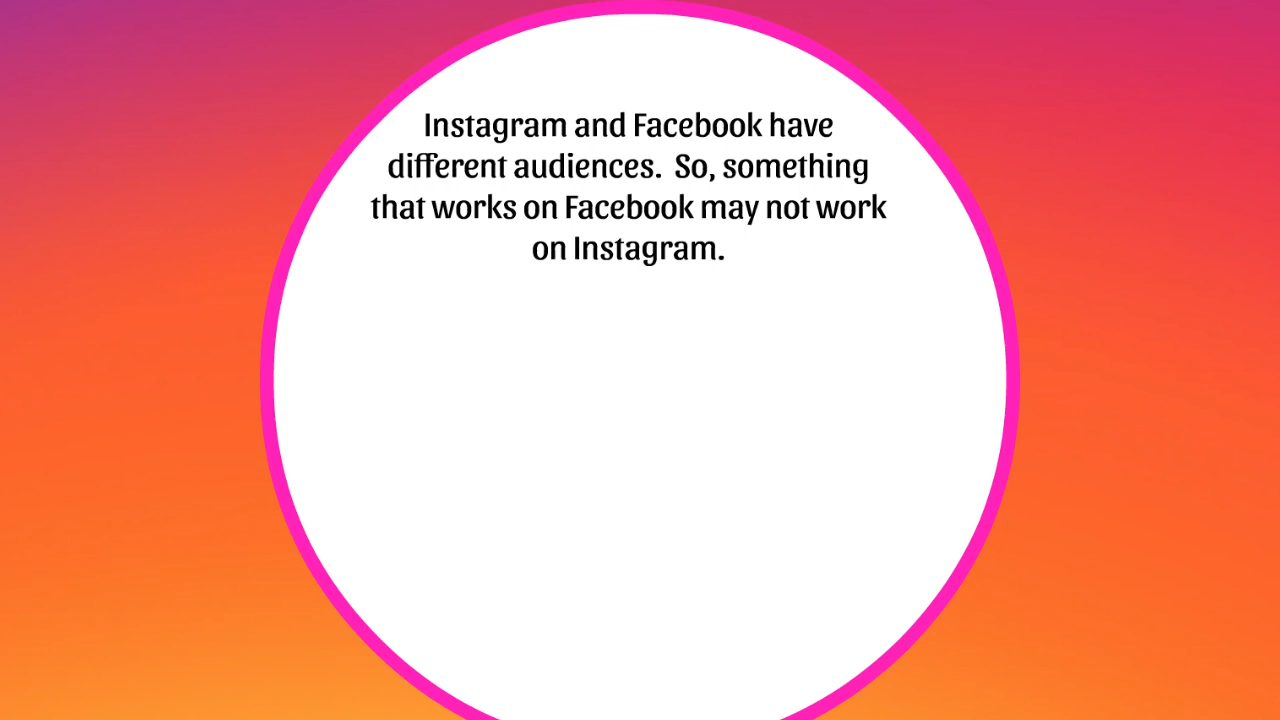 Instagram and Facebook have
different audiences.  So, something
that works on Facebook may not work
on Instagram.